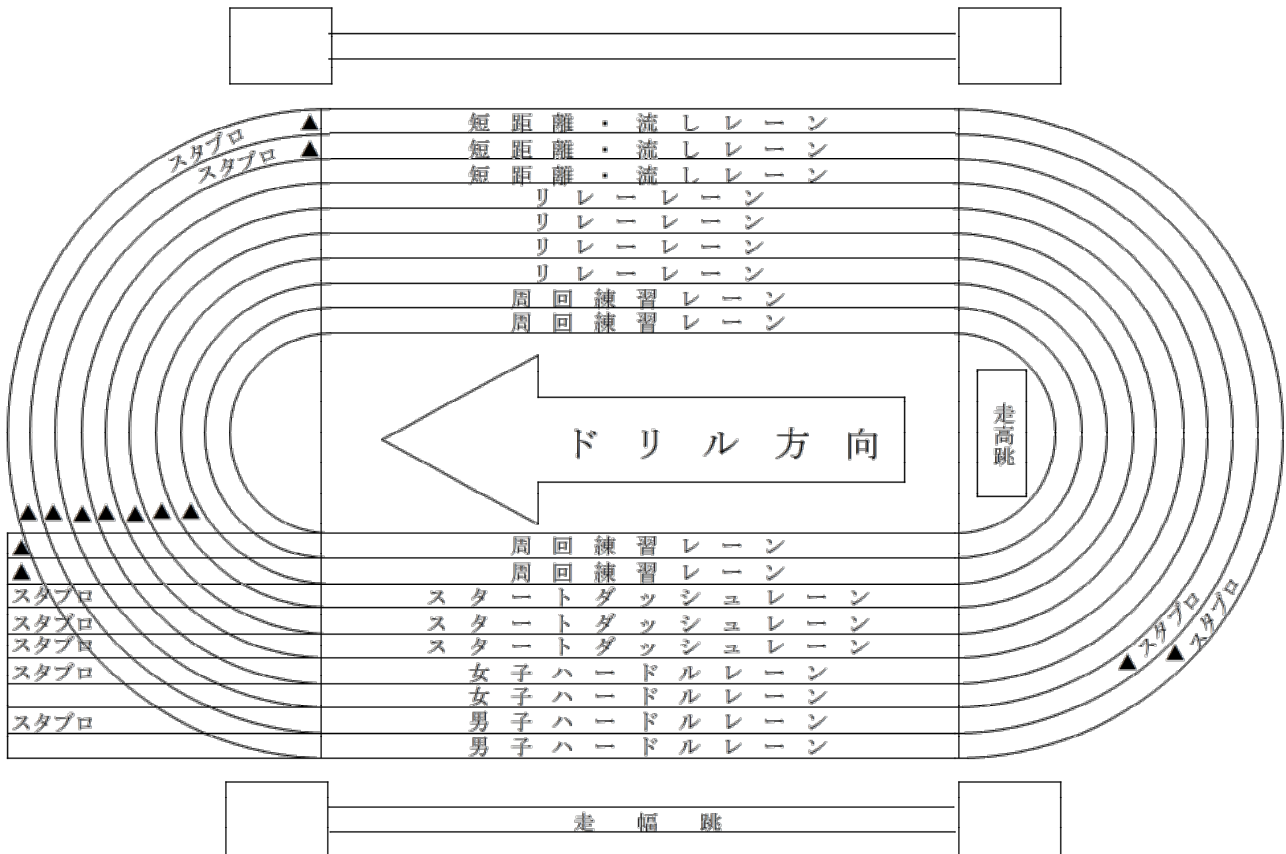 ▲ 短距離・流しレーン
スタブロ
▲ 短距離・流しレーン
スタブロ
短距離・流しレーン
リレーレーン
リレーレーン
リレーレーン
リレーレーン
周回練習レーン
周回練習レーン
ドリル方向
走高跳
▲▲▲▲▲▲▲
▲ 周回練習レーン
▲ 周回練習レーン
スタブロ スタートダッシュレーン
スタブロ スタートダッシュレーン
スタブロ スタートダッシュレーン
スタブロ 女子ハードルレーン
女子ハードルレーン
スタブロ 男子ハードルレーン
男子ハードルレーン
▲ スタブロ
▲ スタブロ
走幅跳